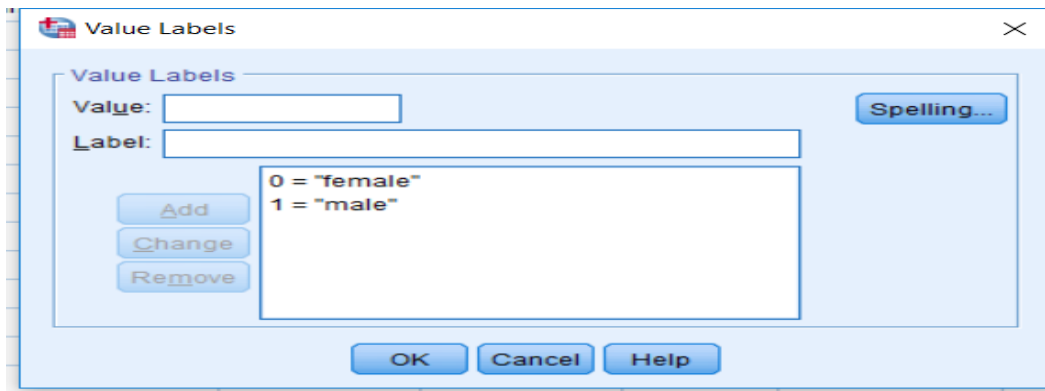 Value Labels
Value Labels
Value:
Spelling...
Label:
0 = "female"
1 = "male"
Add
Change
Remove
OK Cancel Help